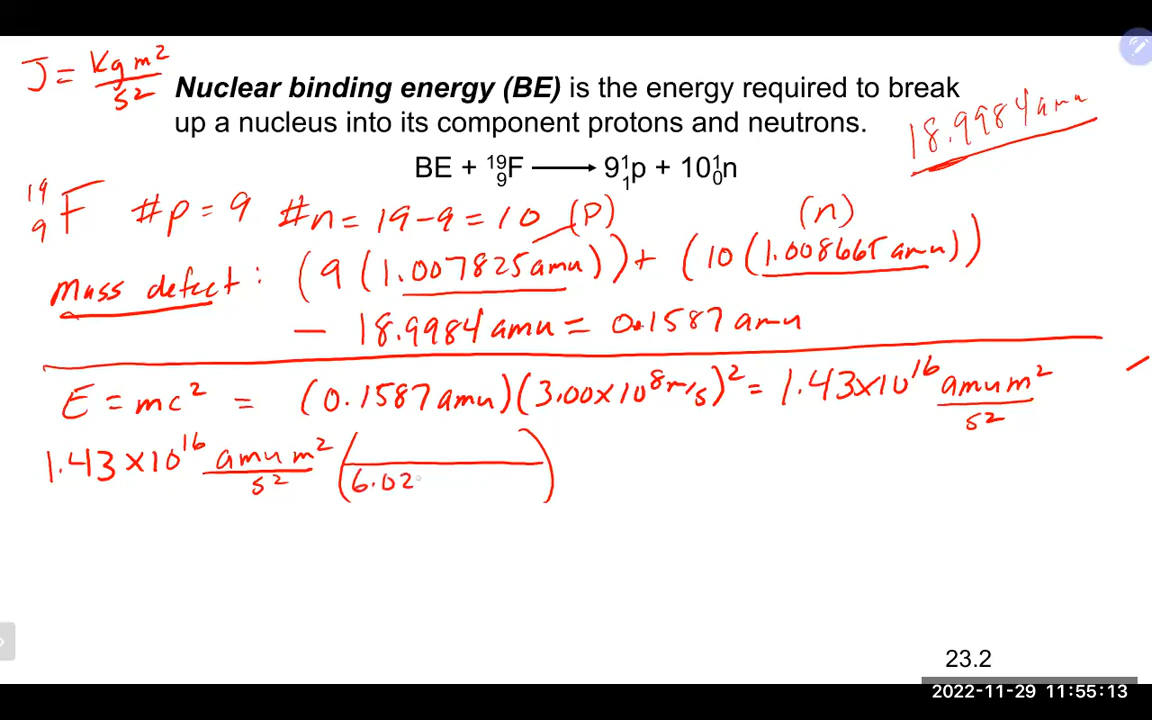 J = kg m²/s²
Nuclear binding energy (BE) is the energy required to break
up a nucleus into its component protons and neutrons.
18.9984 amu
BE + ¹⁹₉F ⟶ 9¹₁p + 10¹₀n
¹⁹₉F #p = 9 #n = 19 - 9 = 10 (P) (n)
Mass defect : (9 (1.007825 amu)) + (10 (1.008665 amu))
- 18.9984 amu = 0.1587 amu
E = mc² = (0.1587 amu)(3.00×10⁸ m/s)² = 1.43×10¹⁶ amu m²/s²
1.43×10¹⁶ amu m²/s² ( /6.02 )
23.2
2022-11-29 11:55:13